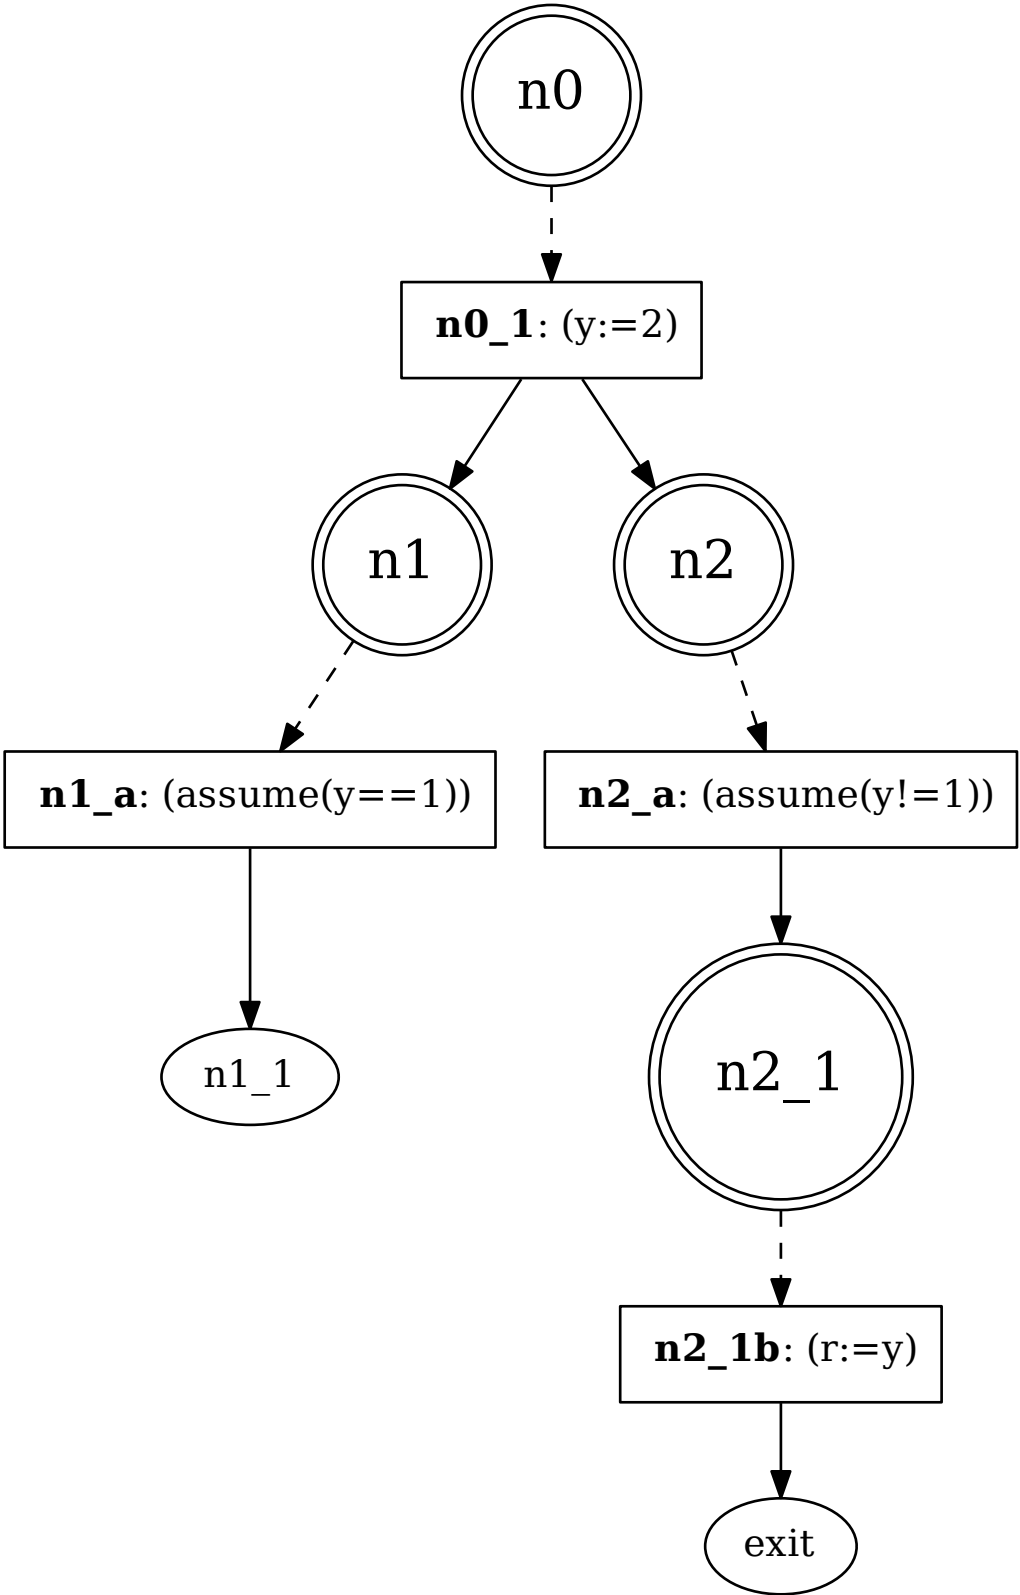 n0
n0_1: (y:=2)
n1
n2
n1_a: (assume(y==1))
n2_a: (assume(y!=1))
n1_1
n2_1
n2_1b: (r:=y)
exit